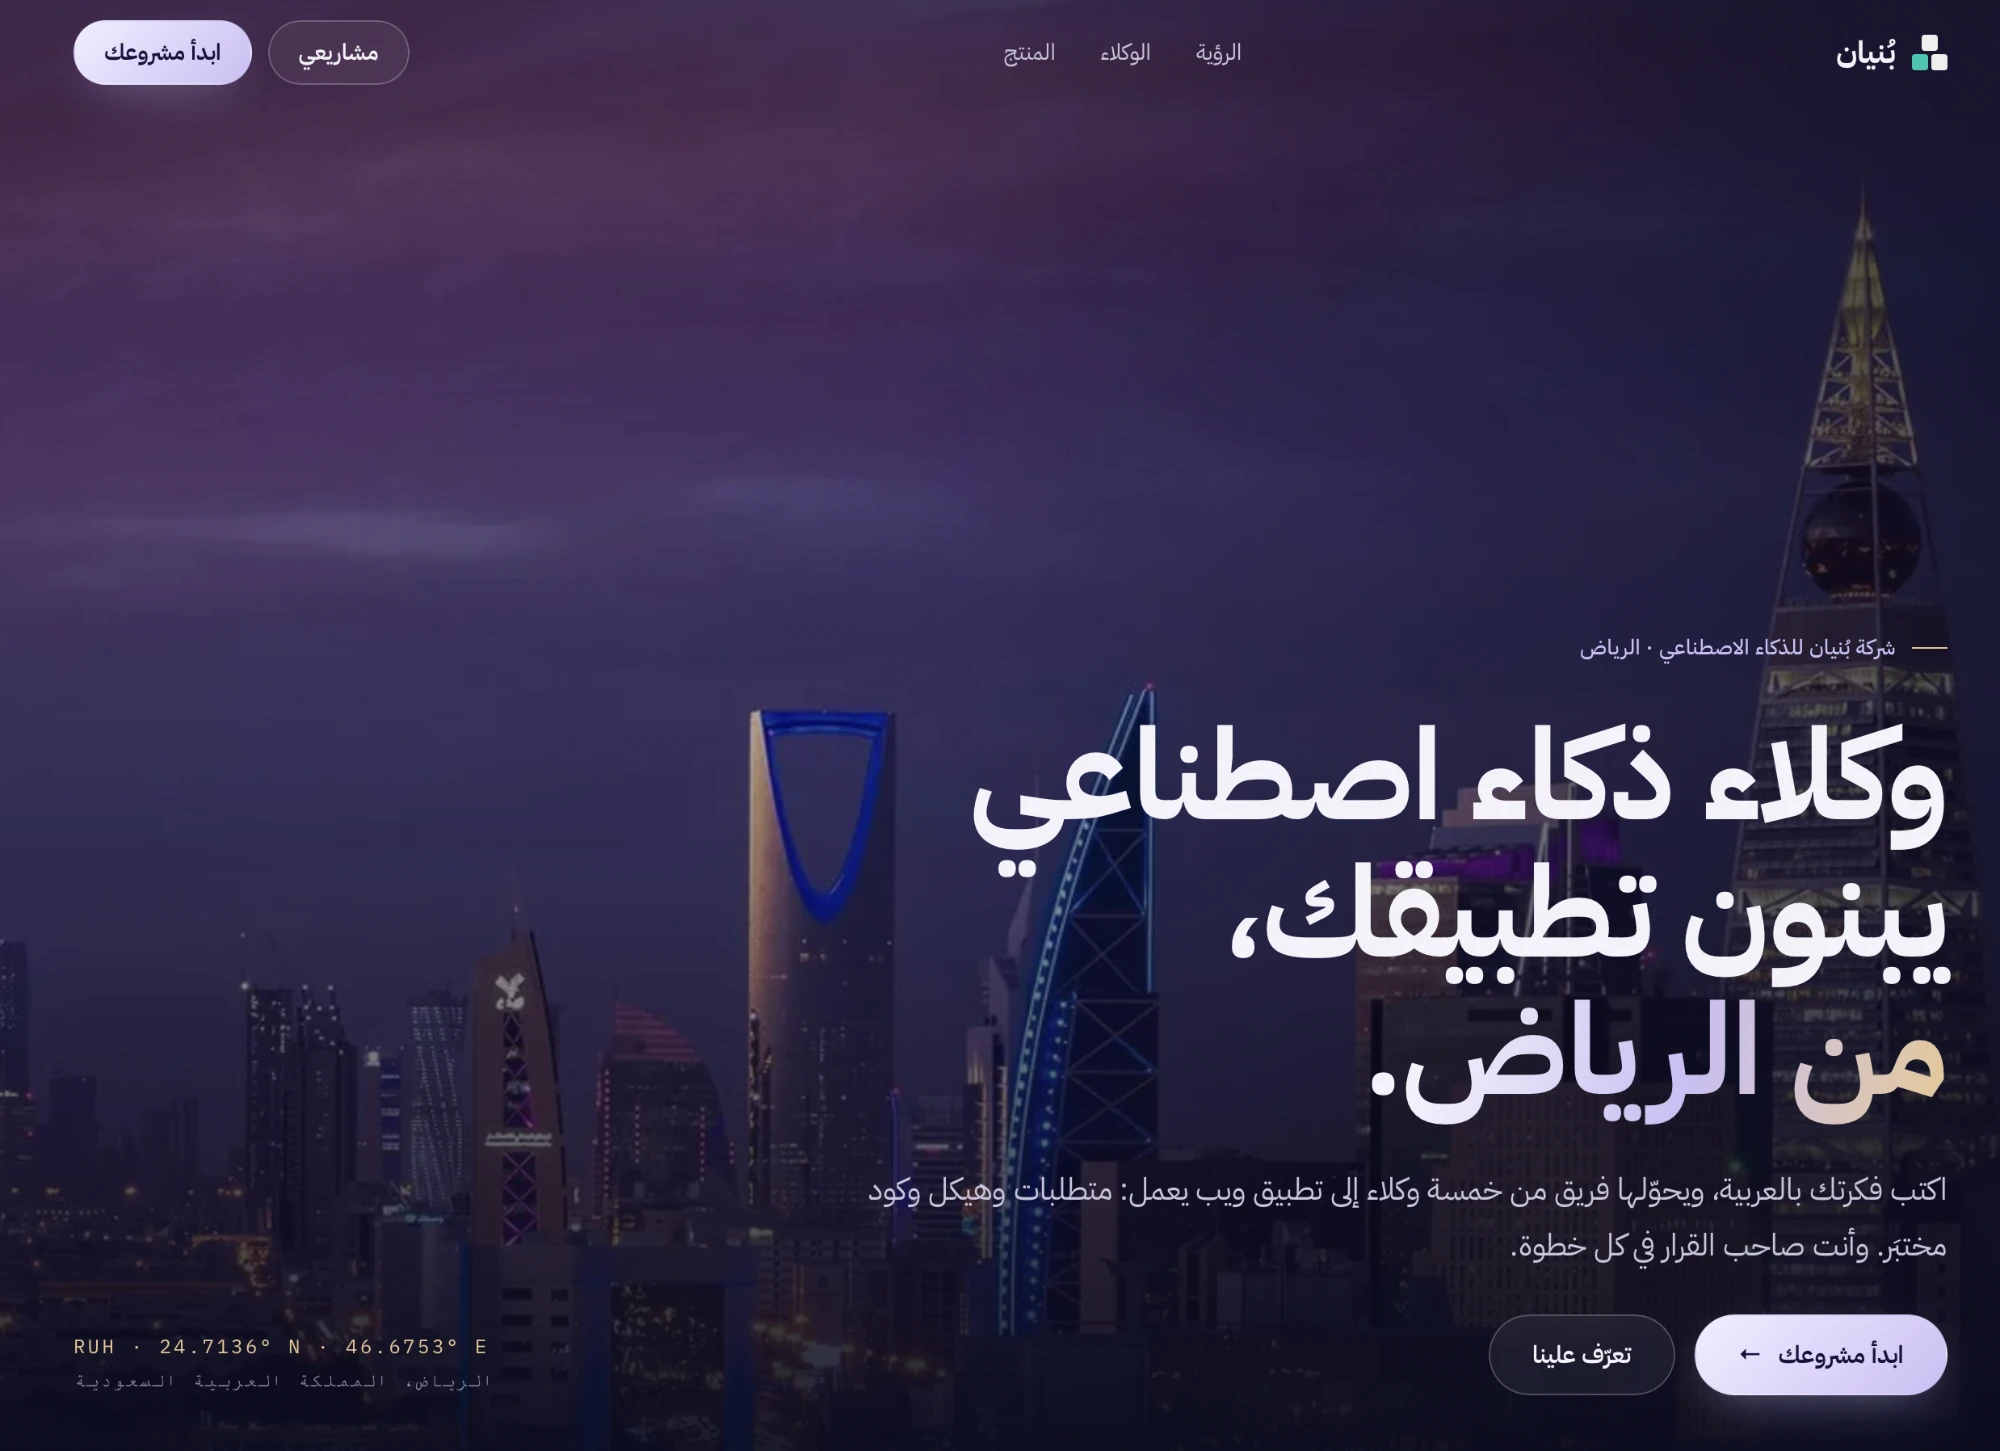 بُنيان
الرؤية
الوكلاء
المنتج
مشاريعي
ابدأ مشروعك
شركة بُنيان للذكاء الاصطناعي · الرياض
وكلاء ذكاء اصطناعي
يبنون تطبيقك،
من الرياض.
اكتب فكرتك بالعربية، ويحوّلها فريق من خمسة وكلاء إلى تطبيق ويب يعمل: متطلبات وهيكل وكود
مختبَر. وأنت صاحب القرار في كل خطوة.
ابدأ مشروعك ←
تعرّف علينا
RUH · 24.7136° N · 46.6753° E
الرياض، المملكة العربية السعودية